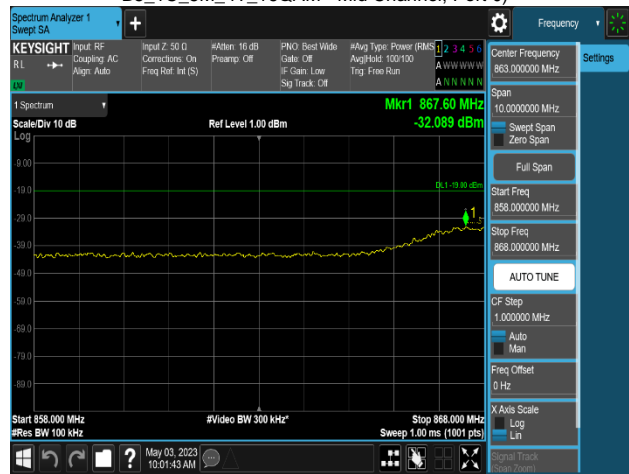 Spectrum Analyzer 1
Swept SA
Frequency
KEYSIGHT
RL
Input: RF
Coupling: AC
Align: Auto
Input Z: 50 Ω
Corrections: On
Freq Ref: Int (S)
#Atten: 16 dB
Preamp: Off
PNO: Best Wide
Gate: Off
IF Gain: Low
Sig Track: Off
#Avg Type: Power (RMS
Avg|Hold: 100/100
Trig: Free Run
1 2 3 4 5 6
A WW WW W
A N N N N N
Center Frequency
863.000000 MHz
Settings
Span
10.0000000 MHz
Swept Span
Zero Span
Full Span
Start Freq
858.000000 MHz
Stop Freq
868.000000 MHz
AUTO TUNE
CF Step
1.000000 MHz
Auto
Man
Freq Offset
0 Hz
X Axis Scale
Log
Lin
Signal Track
(Span Zoom)
1 Spectrum
Mkr1 867.60 MHz
-32.089 dBm
Scale/Div 10 dB
Ref Level 1.00 dBm
Log
-9.00
-19.0
DL1 -19.00 dBm
-29.0
1
-39.0
-49.0
-59.0
-69.0
-79.0
-89.0
Start 858.000 MHz
#Video BW 300 kHz*
Stop 868.000 MHz
#Res BW 100 kHz
Sweep 1.00 ms (1001 pts)
May 03, 2023
10:01:43 AM